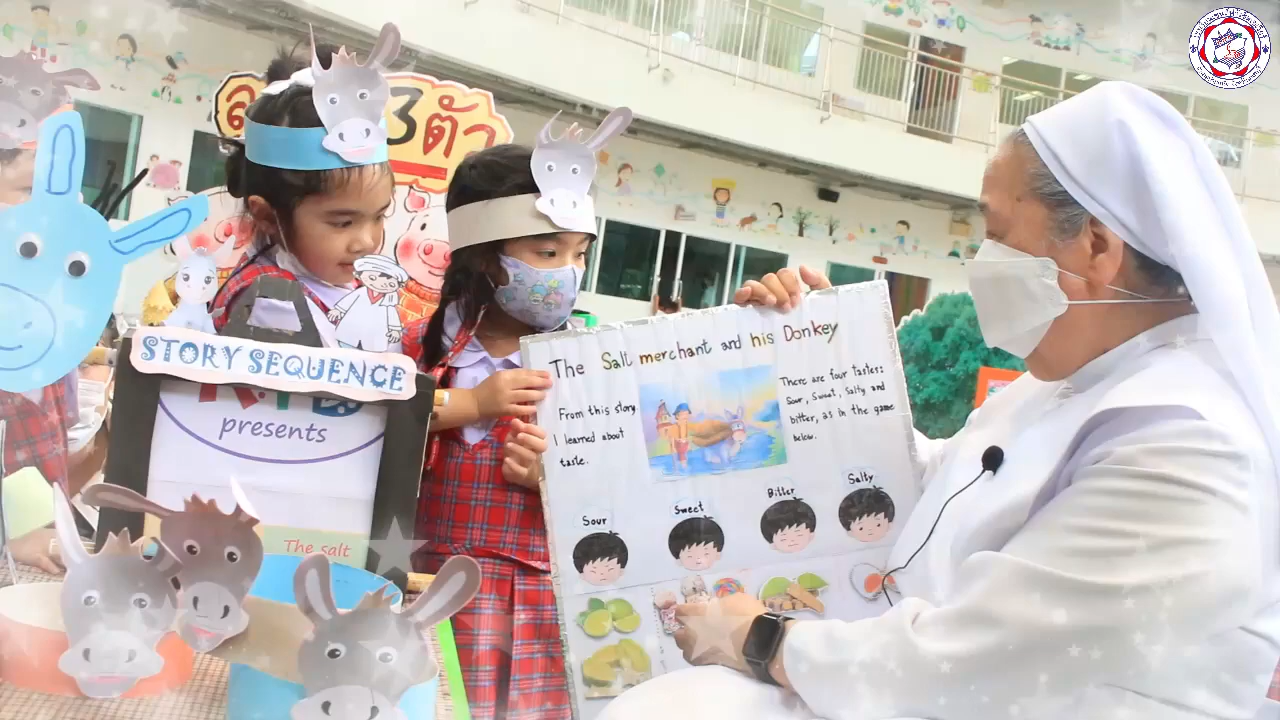 3ตัว
STORY SEQUENCE
presents
The salt
The Salt merchant and his Donkey
From this story
I learned about
taste.
There are four tastes:
Sour, Sweet, Salty and
bitter, as in the game
below.
Sour
Sweet
Bitter
Salty